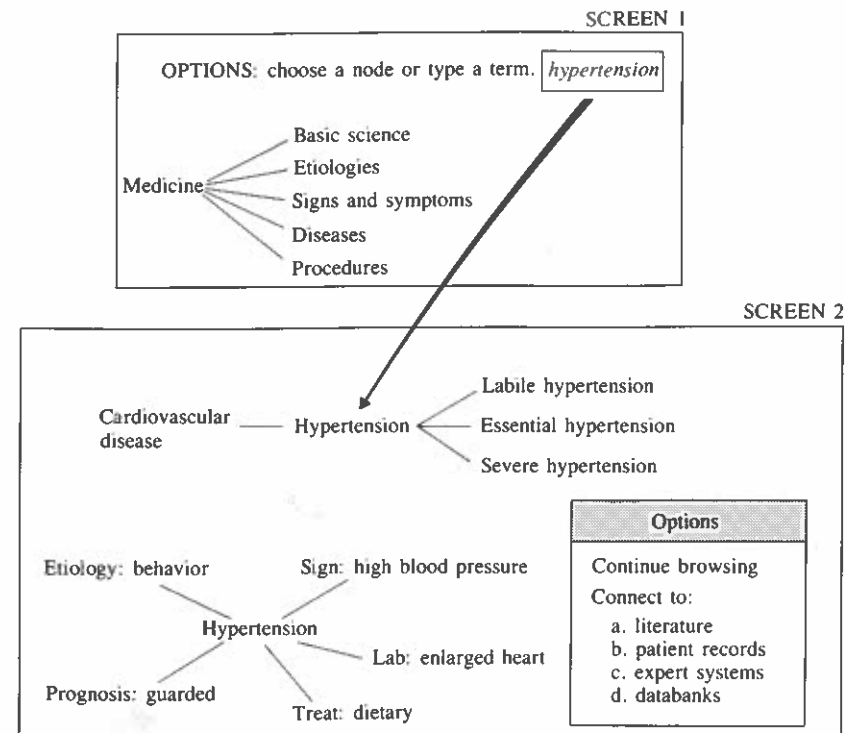 SCREEN 1
OPTIONS: choose a node or type a term. hypertension
Basic science
Etiologies
Medicine
Signs and symptoms
Diseases
Procedures
SCREEN 2
Labile hypertension
Cardiovascular
disease
Hypertension
Essential hypertension
Severe hypertension
Etiology: behavior
Sign: high blood pressure
Hypertension
Lab: enlarged heart
Prognosis: guarded
Treat: dietary
Options
Continue browsing
Connect to:
a. literature
b. patient records
c. expert systems
d. databanks